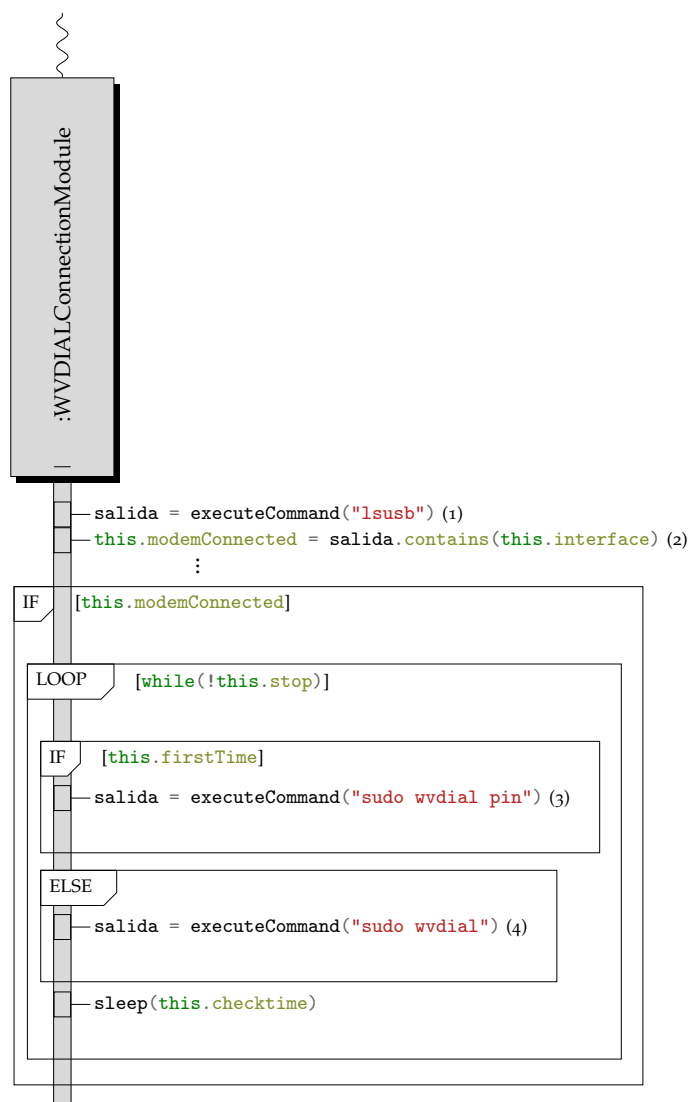 :WVDIALConnectionModule
salida = executeCommand("lsusb") (1)
this.modemConnected = salida.contains(this.interface) (2)
⋮
IF [this.modemConnected]
LOOP [while(!this.stop)]
IF [this.firstTime]
salida = executeCommand("sudo wvdial pin") (3)
ELSE
salida = executeCommand("sudo wvdial") (4)
sleep(this.checktime)